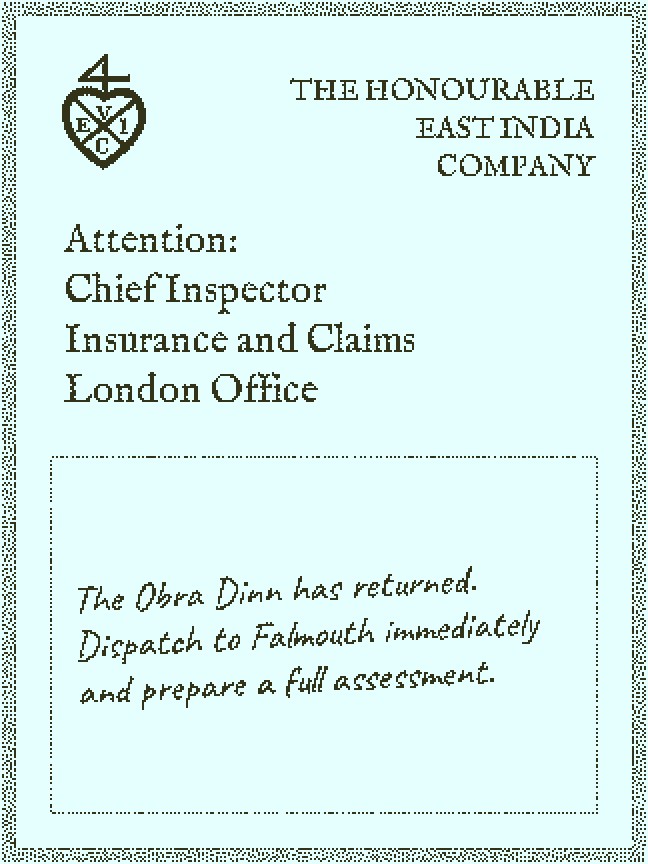 4
V
E I
C
THE HONOURABLE
EAST INDIA
COMPANY
Attention:
Chief Inspector
Insurance and Claims
London Office
The Obra Dinn has returned.
Dispatch to Falmouth immediately
and prepare a full assessment.